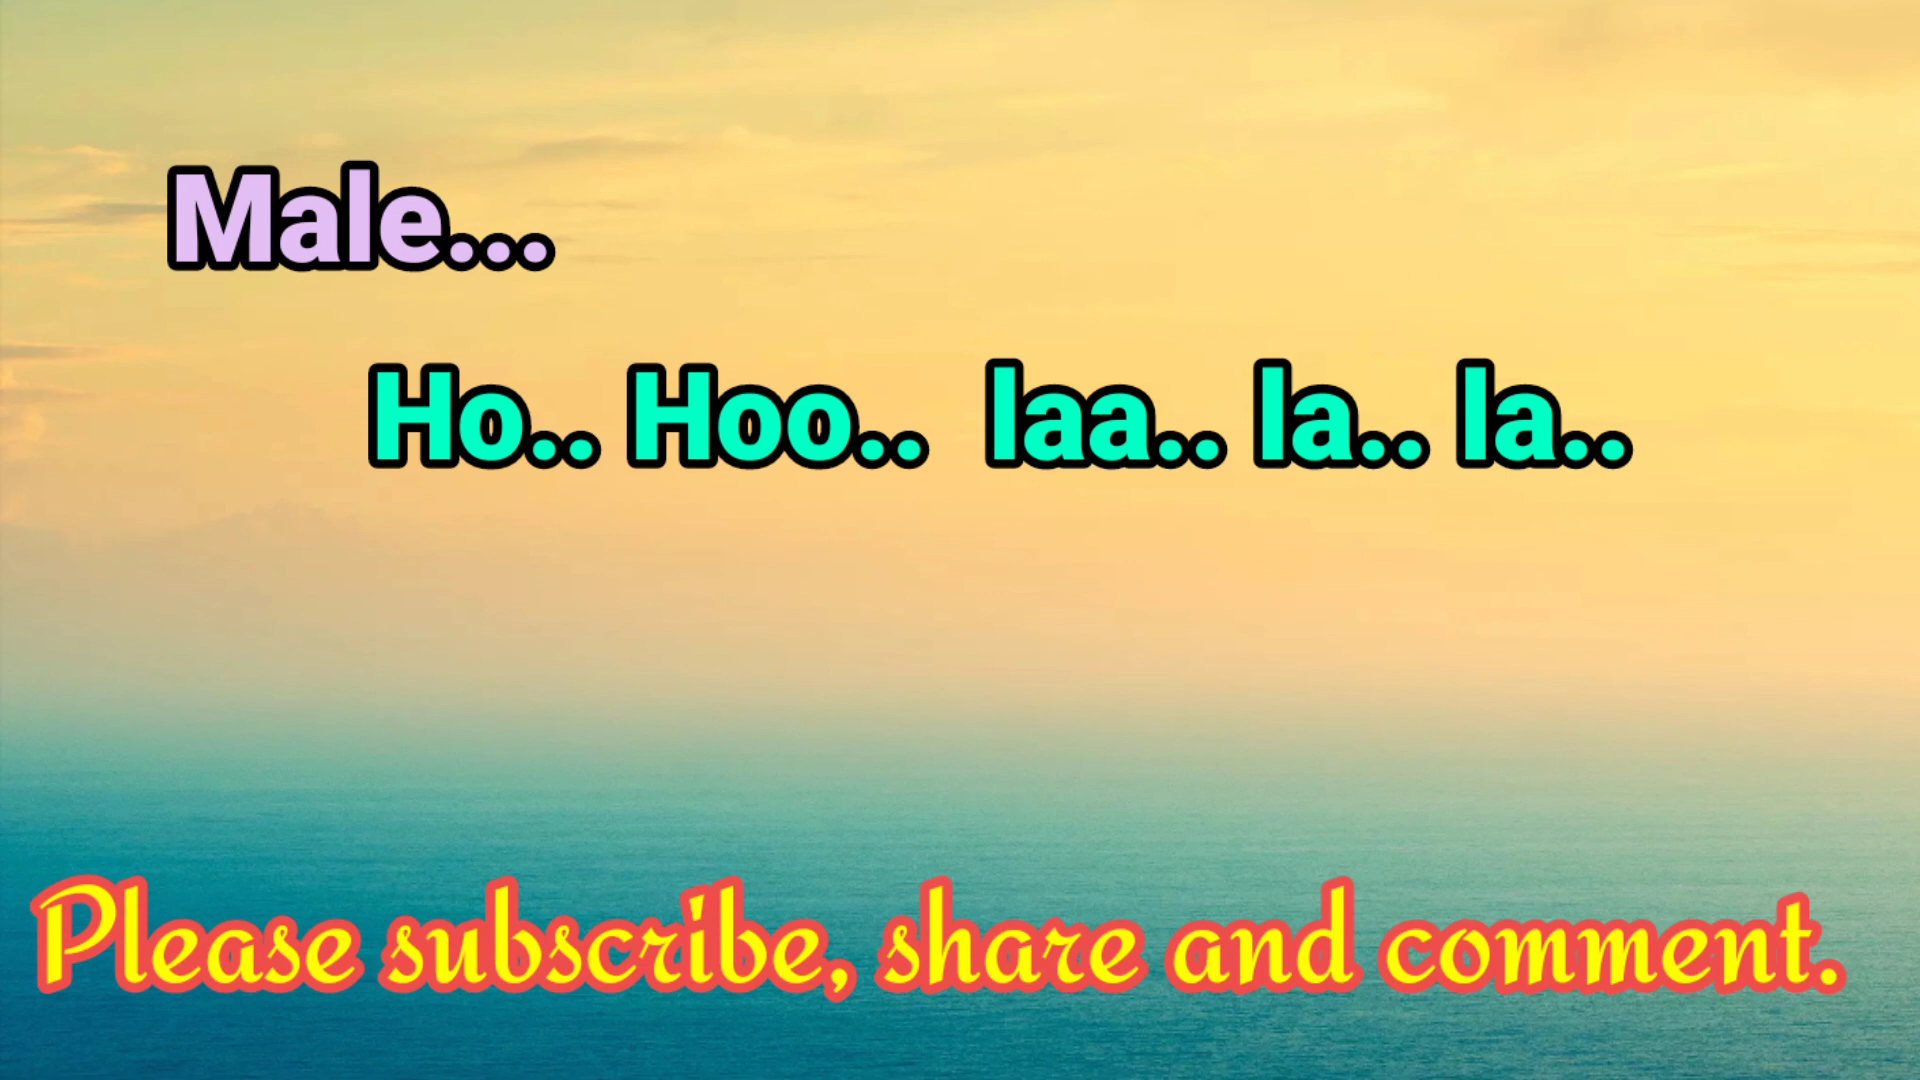 Male...
Ho.. Hoo.. laa.. la.. la..
Please subscribe, share and comment.